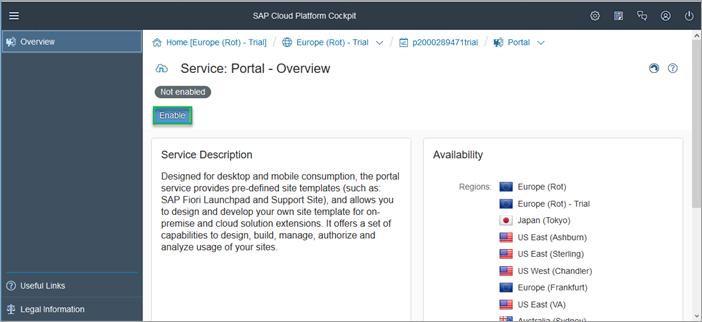 SAP Cloud Platform Cockpit
Overview
Home [Europe (Rot) - Trial] / Europe (Rot) - Trial / p2000289471trial / Portal
Service: Portal - Overview
Not enabled
Enable
Service Description
Designed for desktop and mobile consumption, the portal
service provides pre-defined site templates (such as:
SAP Fiori Launchpad and Support Site), and allows you
to design and develop your own site template for on-
premise and cloud solution extensions. It offers a set of
capabilities to design, build, manage, authorize and
analyze usage of your sites.
Availability
Regions: Europe (Rot)
Europe (Rot) - Trial
Japan (Tokyo)
US East (Ashburn)
US East (Sterling)
US West (Chandler)
Europe (Frankfurt)
US East (VA)
Australia (Sydney)
Useful Links
Legal Information